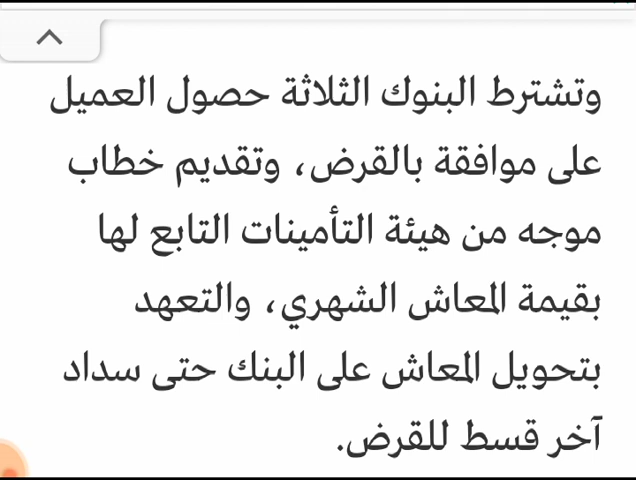 وتشترط البنوك الثلاثة حصول العميل
على موافقة بالقرض، وتقديم خطاب
موجه من هيئة التأمينات التابع لها
بقيمة المعاش الشهري، والتعهد
بتحويل المعاش على البنك حتى سداد
آخر قسط للقرض.